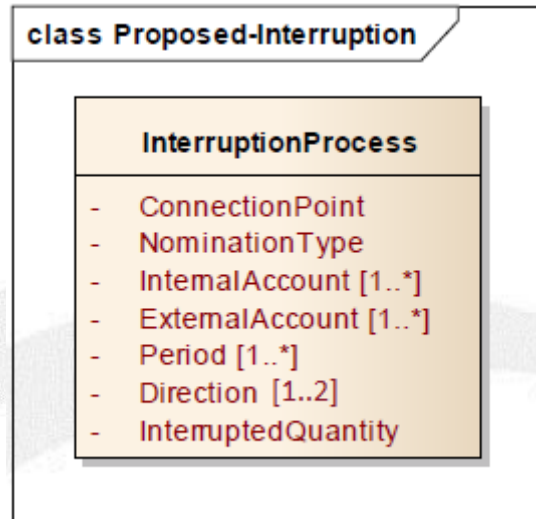 class Proposed-Interruption
InterruptionProcess
- ConnectionPoint
- NominationType
- InternalAccount [1..*]
- ExternalAccount [1..*]
- Period [1..*]
- Direction [1..2]
- InterruptedQuantity